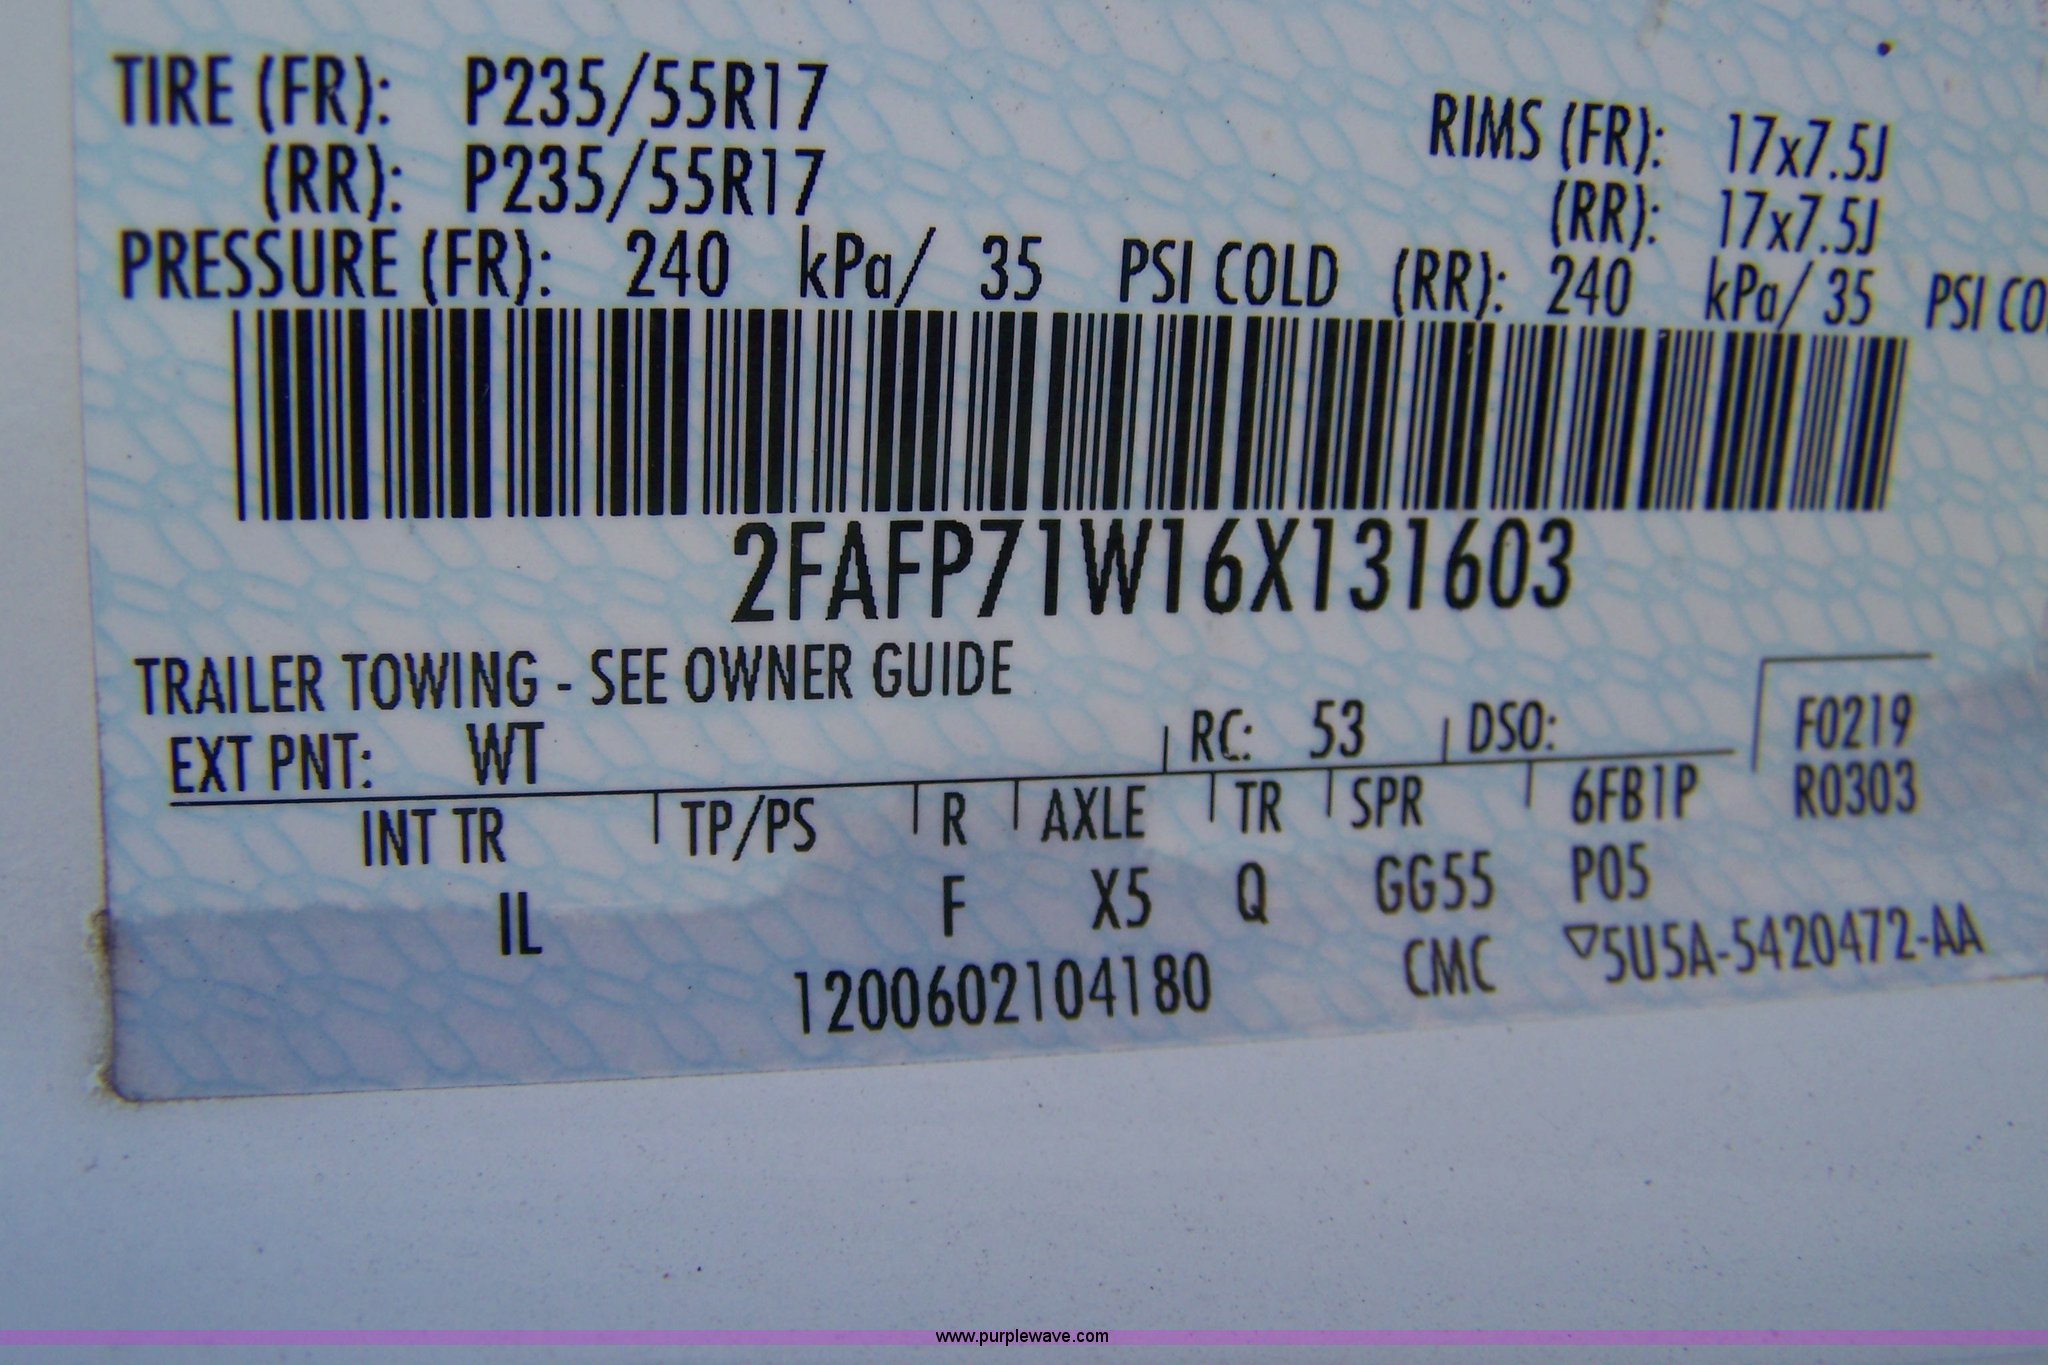 TIRE (FR): P235/55R17 RIMS (FR): 17x7.5J
(RR): P235/55R17 (RR): 17x7.5J
PRESSURE (FR): 240 kPa/ 35 PSI COLD (RR): 240 kPa/ 35 PSI CO
2FAFP71W16X131603
TRAILER TOWING - SEE OWNER GUIDE
EXT PNT: WT RC: 53 DSO: F0219
INT TR TP/PS R AXLE TR SPR 6FB1P R0303
IL F X5 Q GG55 P05
1200602104180 CMC ▽5U5A-5420472-AA
www.purplewave.com